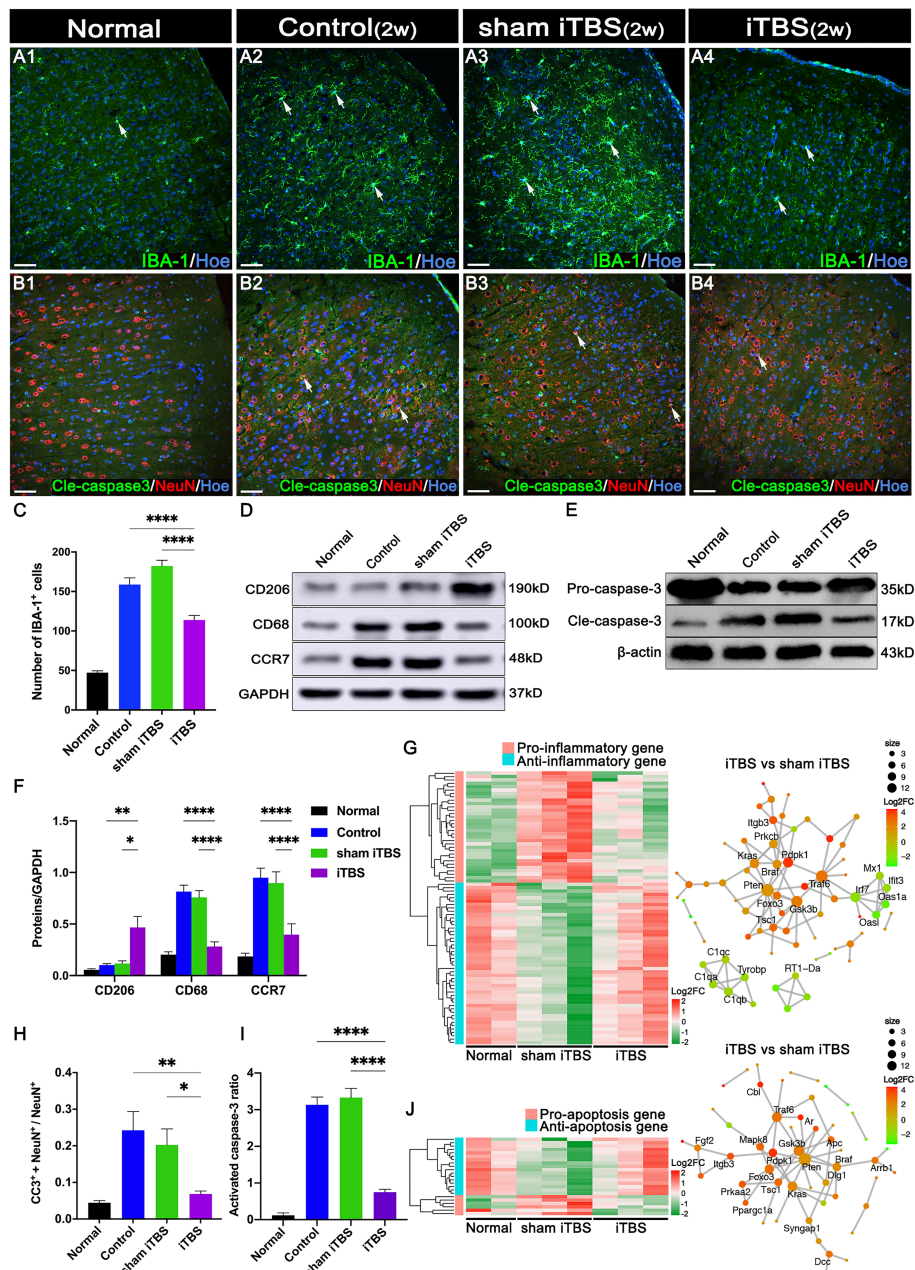 Normal
Control(2w)
sham iTBS(2w)
iTBS(2w)
A1
A2
A3
A4
IBA-1/Hoe
IBA-1/Hoe
IBA-1/Hoe
IBA-1/Hoe
B1
B2
B3
B4
Cle-caspase3/NeuN/Hoe
Cle-caspase3/NeuN/Hoe
Cle-caspase3/NeuN/Hoe
Cle-caspase3/NeuN/Hoe
C
****
****
Number of IBA-1+ cells
200
150
100
50
0
Normal
Control
sham iTBS
iTBS
D
Normal
Control
sham iTBS
iTBS
CD206
190kD
CD68
100kD
CCR7
48kD
GAPDH
37kD
E
Normal
Control
sham iTBS
iTBS
Pro-caspase-3
35kD
Cle-caspase-3
17kD
β-actin
43kD
F
Normal
Control
sham iTBS
iTBS
**
*
****
****
****
****
Proteins/GAPDH
1.5
1.0
0.5
0.0
CD206
CD68
CCR7
G
Pro-inflammatory gene
Anti-inflammatory gene
Log2FC
2
1
0
-1
-2
Normal
sham iTBS
iTBS
iTBS vs sham iTBS
size
3
6
9
12
Log2FC
4
2
0
−2
Itgb3
Prkcb
Kras
Pdpk1
Braf
Pten
Traf6
Foxo3
Gsk3b
Tsc1
Mx1
Ifit3
Irf7
Oas1a
Oasl
C1qc
C1qa
Tyrobp
C1qb
RT1−Da
H
**
*
CC3+ + NeuN+ / NeuN+
0.4
0.3
0.2
0.1
0.0
Normal
Control
sham iTBS
iTBS
I
****
****
Activated caspase-3 ratio
4
3
2
1
0
Normal
Control
sham iTBS
iTBS
J
Pro-apoptosis gene
Anti-apoptosis gene
Log2FC
2
1
0
-1
-2
Normal
sham iTBS
iTBS
iTBS vs sham iTBS
size
3
6
9
12
Log2FC
4
2
0
−2
Cbl
Traf6
Ar
Mapk8
Gsk3b
Apc
Fgf2
Pdpk1
Pten
Braf
Itgb3
Foxo3
Dlg1
Arrb1
Prkaa2
Tsc1
Kras
Ppargc1a
Syngap1
Dcc